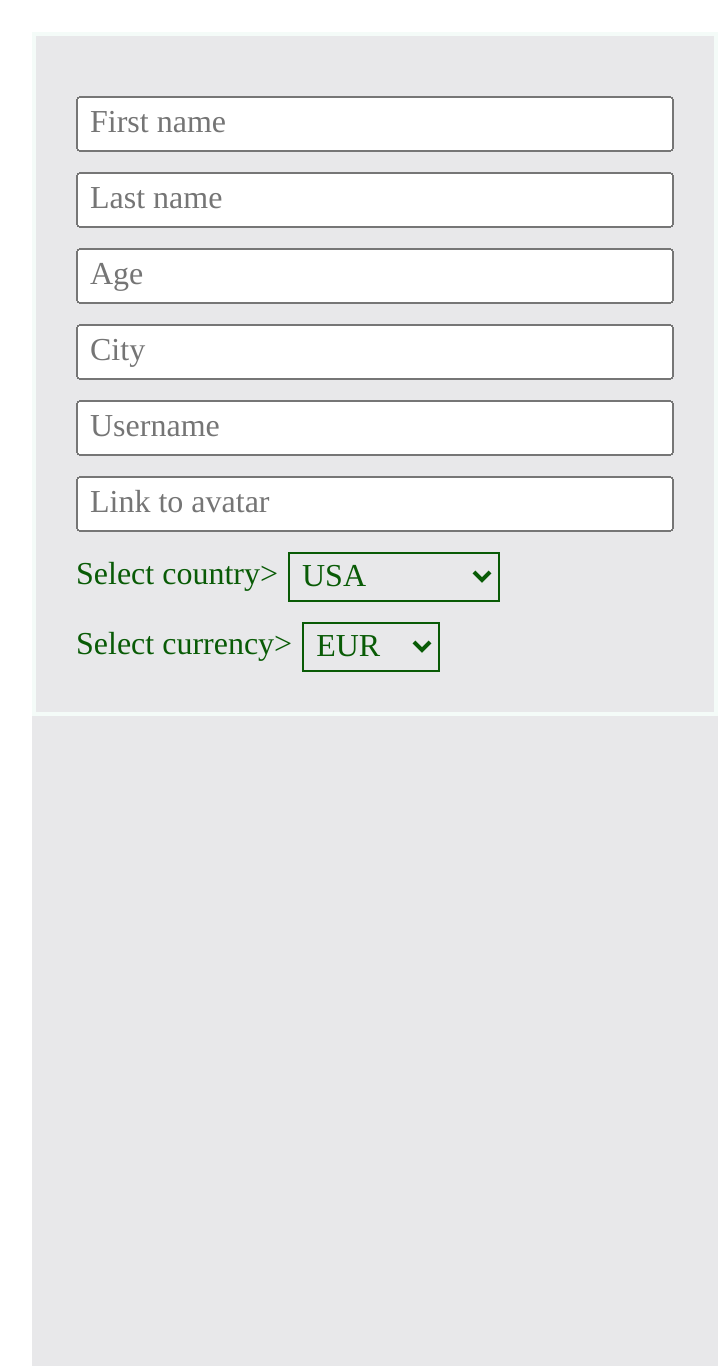 First name
Last name
Age
City
Username
Link to avatar
Select country> USA
Select currency> EUR